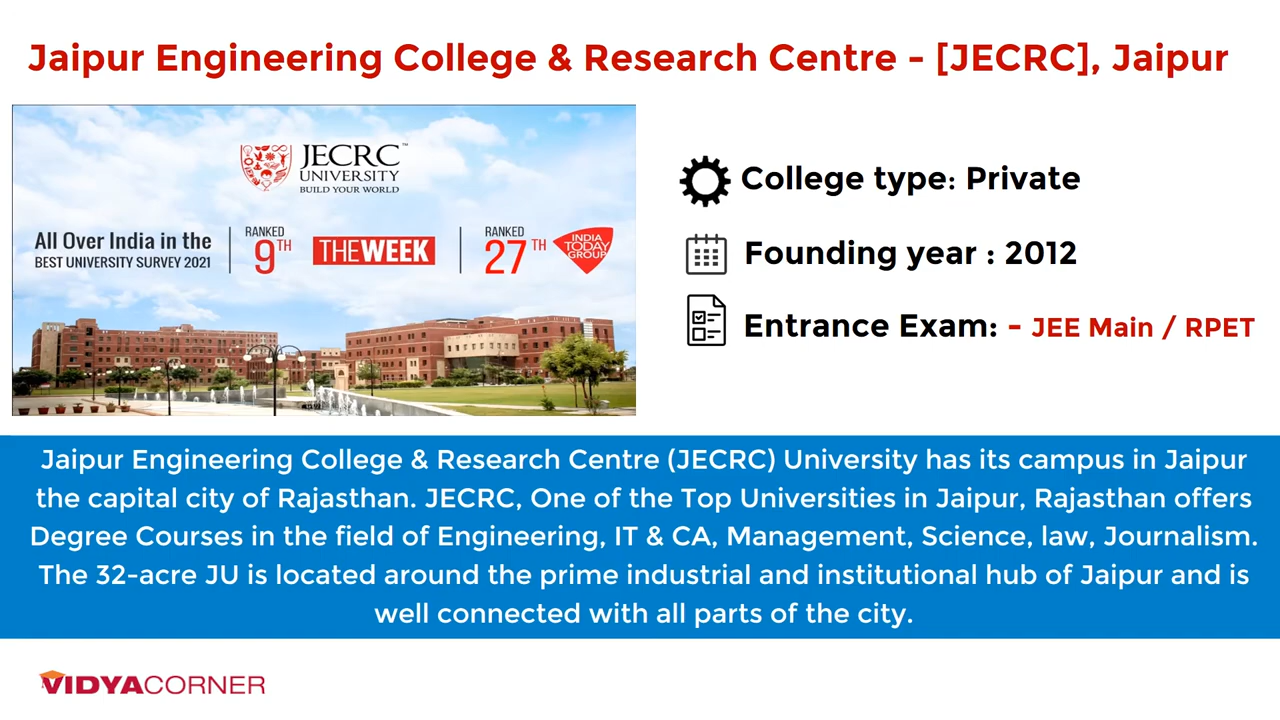 Jaipur Engineering College & Research Centre - [JECRC], Jaipur
JECRC™
UNIVERSITY
BUILD YOUR WORLD
All Over India in the
BEST UNIVERSITY SURVEY 2021
RANKED
9TH
THEWEEK
RANKED
27TH
INDIA
TODAY
GROUP
College type: Private
Founding year : 2012
Entrance Exam: - JEE Main / RPET
Jaipur Engineering College & Research Centre (JECRC) University has its campus in Jaipur
the capital city of Rajasthan. JECRC, One of the Top Universities in Jaipur, Rajasthan offers
Degree Courses in the field of Engineering, IT & CA, Management, Science, law, Journalism.
The 32-acre JU is located around the prime industrial and institutional hub of Jaipur and is
well connected with all parts of the city.
VIDYACORNER